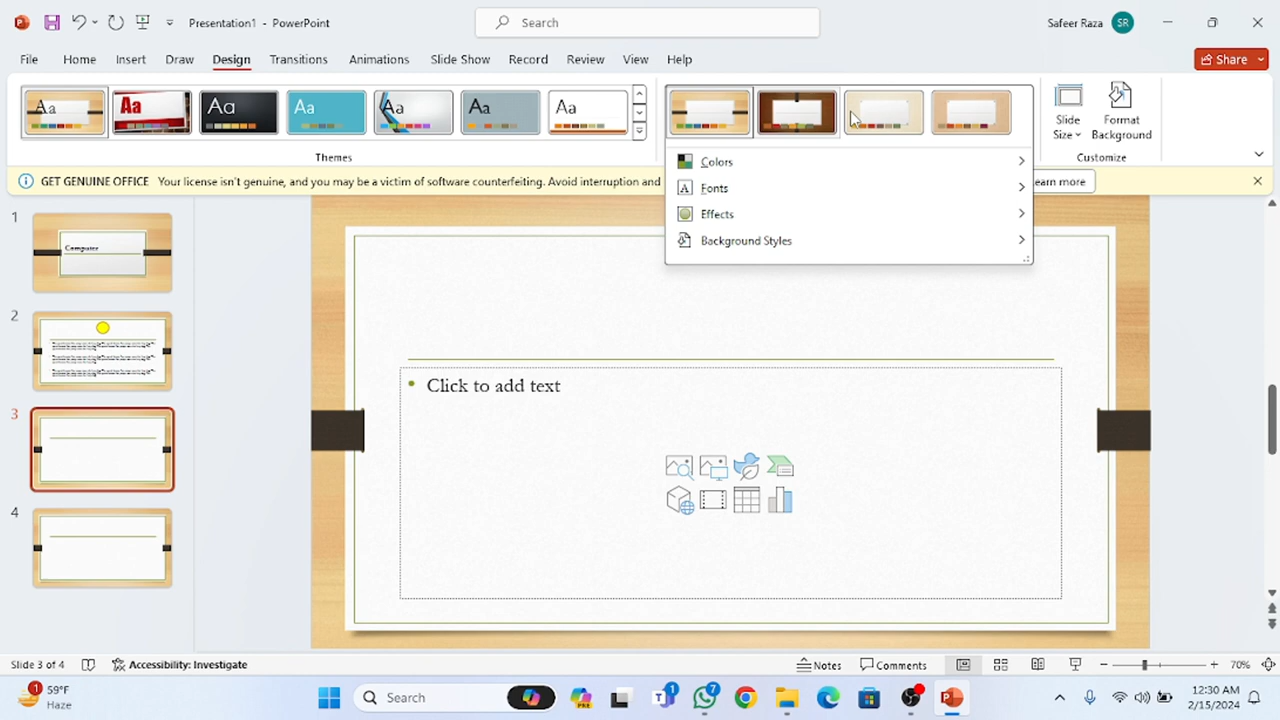 Presentation1 - PowerPoint
Search
Safeer Raza
SR
File Home Insert Draw Design Transitions Animations Slide Show Record Review View Help
Share
Aa Aa Aa Aa Aa Aa Aa
Slide Size
Format Background
Themes
Customize
Colors
Fonts
Effects
Background Styles
GET GENUINE OFFICE Your license isn't genuine, and you may be a victim of software counterfeiting. Avoid interruption and
earn more
1
Computer
2
3
4
Click to add text
Slide 3 of 4
Accessibility: Investigate
Notes
Comments
70%
1
59°F
Haze
Search
PRE
1
7
12:30 AM
2/15/2024